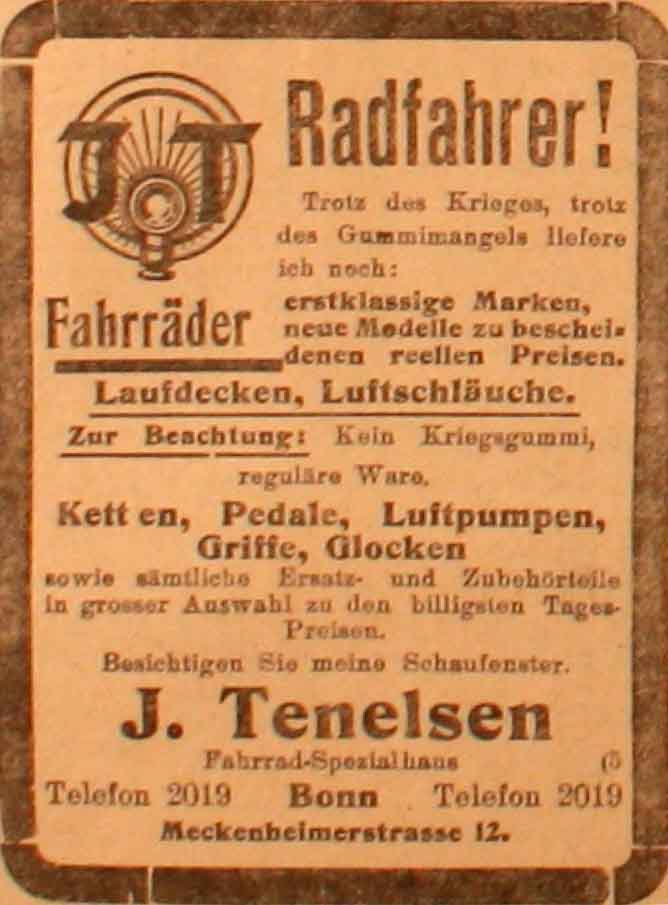 JT
Radfahrer!
Trotz des Krieges, trotz
des Gummimangels liefere
ich noch:
Fahrräder
erstklassige Marken,
neue Modelle zu beschei-
denen reellen Preisen.
Laufdecken, Luftschläuche.
Zur Beachtung: Kein Kriegsgummi,
reguläre Ware.
Ketten, Pedale, Luftpumpen,
Griffe, Glocken
sowie sämtliche Ersatz- und Zubehörteile
in grosser Auswahl zu den billigsten Tages-
Preisen.
Besichtigen Sie meine Schaufenster.
J. Tenelsen
Fahrrad-Spezialhaus (5
Telefon 2019 Bonn Telefon 2019
Meckenheimerstrasse 12.